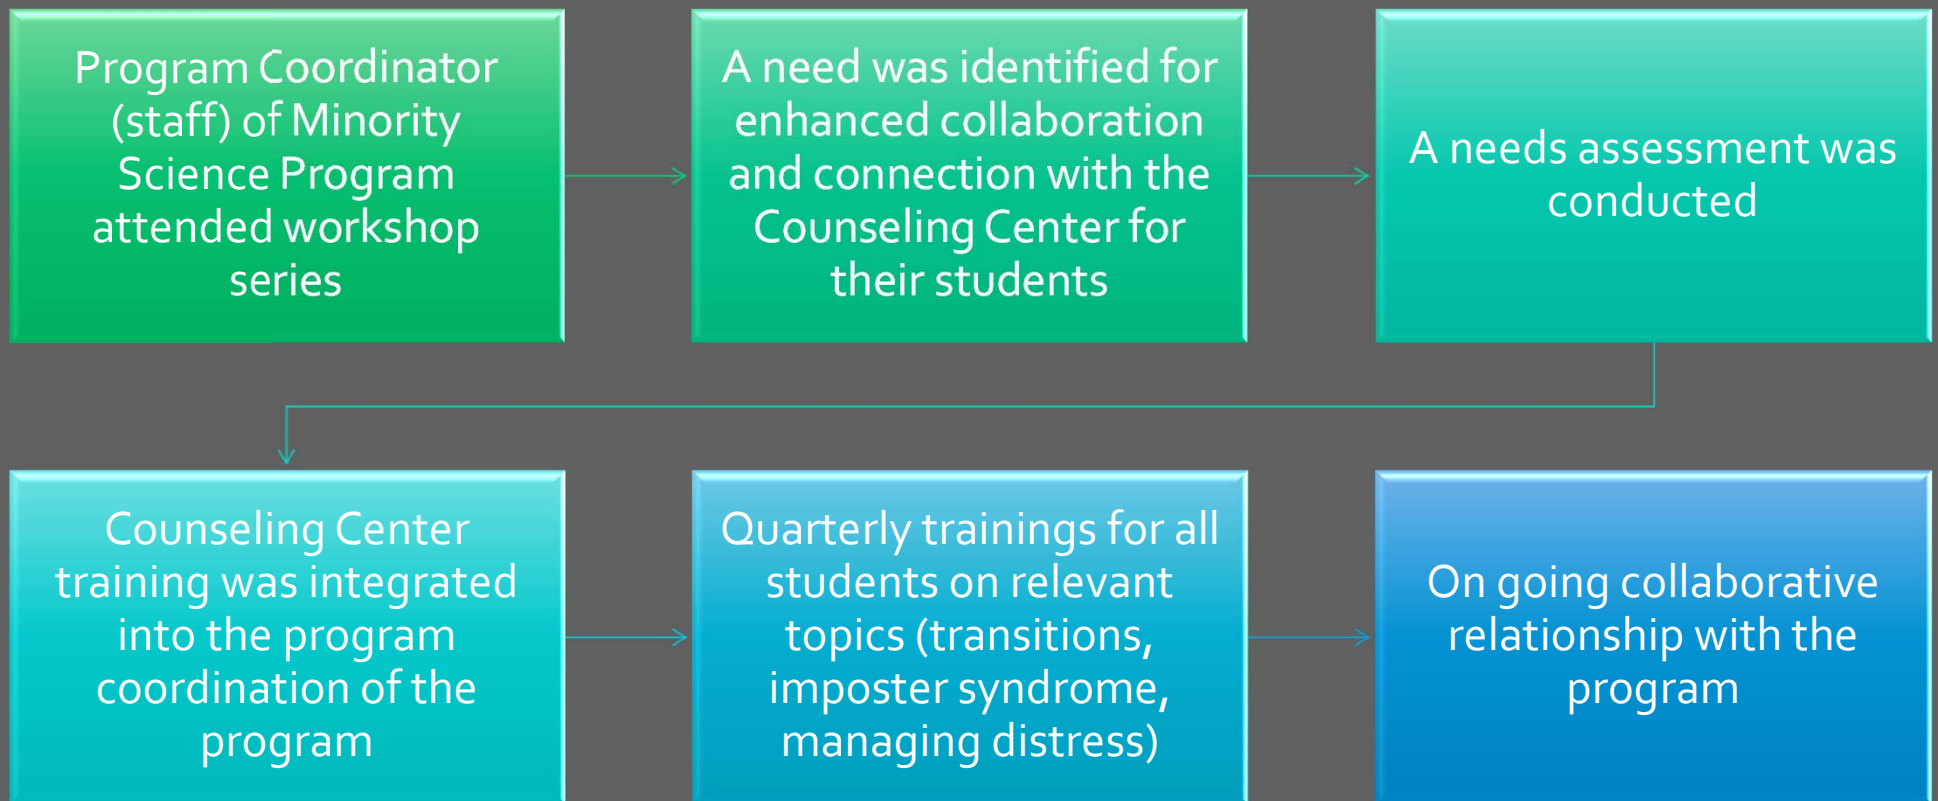 Program Coordinator
(staff) of Minority
Science Program
attended workshop
series
A need was identified for
enhanced collaboration
and connection with the
Counseling Center for
their students
A needs assessment was
conducted
Counseling Center
training was integrated
into the program
coordination of the
program
Quarterly trainings for all
students on relevant
topics (transitions,
imposter syndrome,
managing distress)
On going collaborative
relationship with the
program